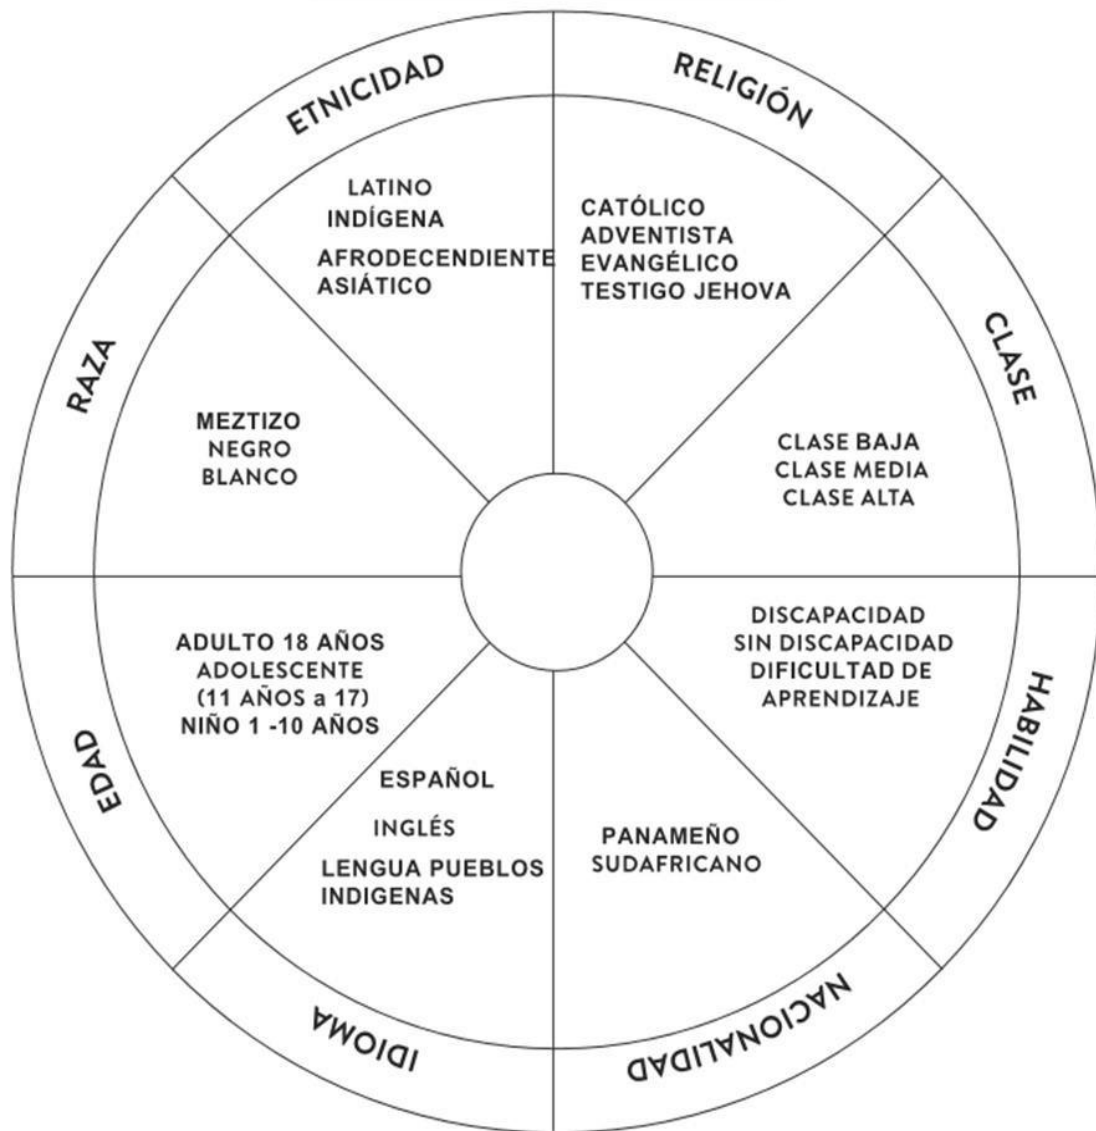 ETNICIDAD
LATINO
INDÍGENA
AFRODECENDIENTE
ASIÁTICO
RELIGIÓN
CATÓLICO
ADVENTISTA
EVANGÉLICO
TESTIGO JEHOVA
CLASE
CLASE BAJA
CLASE MEDIA
CLASE ALTA
HABILIDAD
DISCAPACIDAD
SIN DISCAPACIDAD
DIFICULTAD DE
APRENDIZAJE
NACIONALIDAD
PANAMEÑO
SUDAFRICANO
IDIOMA
ESPAÑOL
INGLÉS
LENGUA PUEBLOS
INDIGENAS
EDAD
ADULTO 18 AÑOS
ADOLESCENTE
(11 AÑOS a 17)
NIÑO 1 -10 AÑOS
RAZA
MEZTIZO
NEGRO
BLANCO